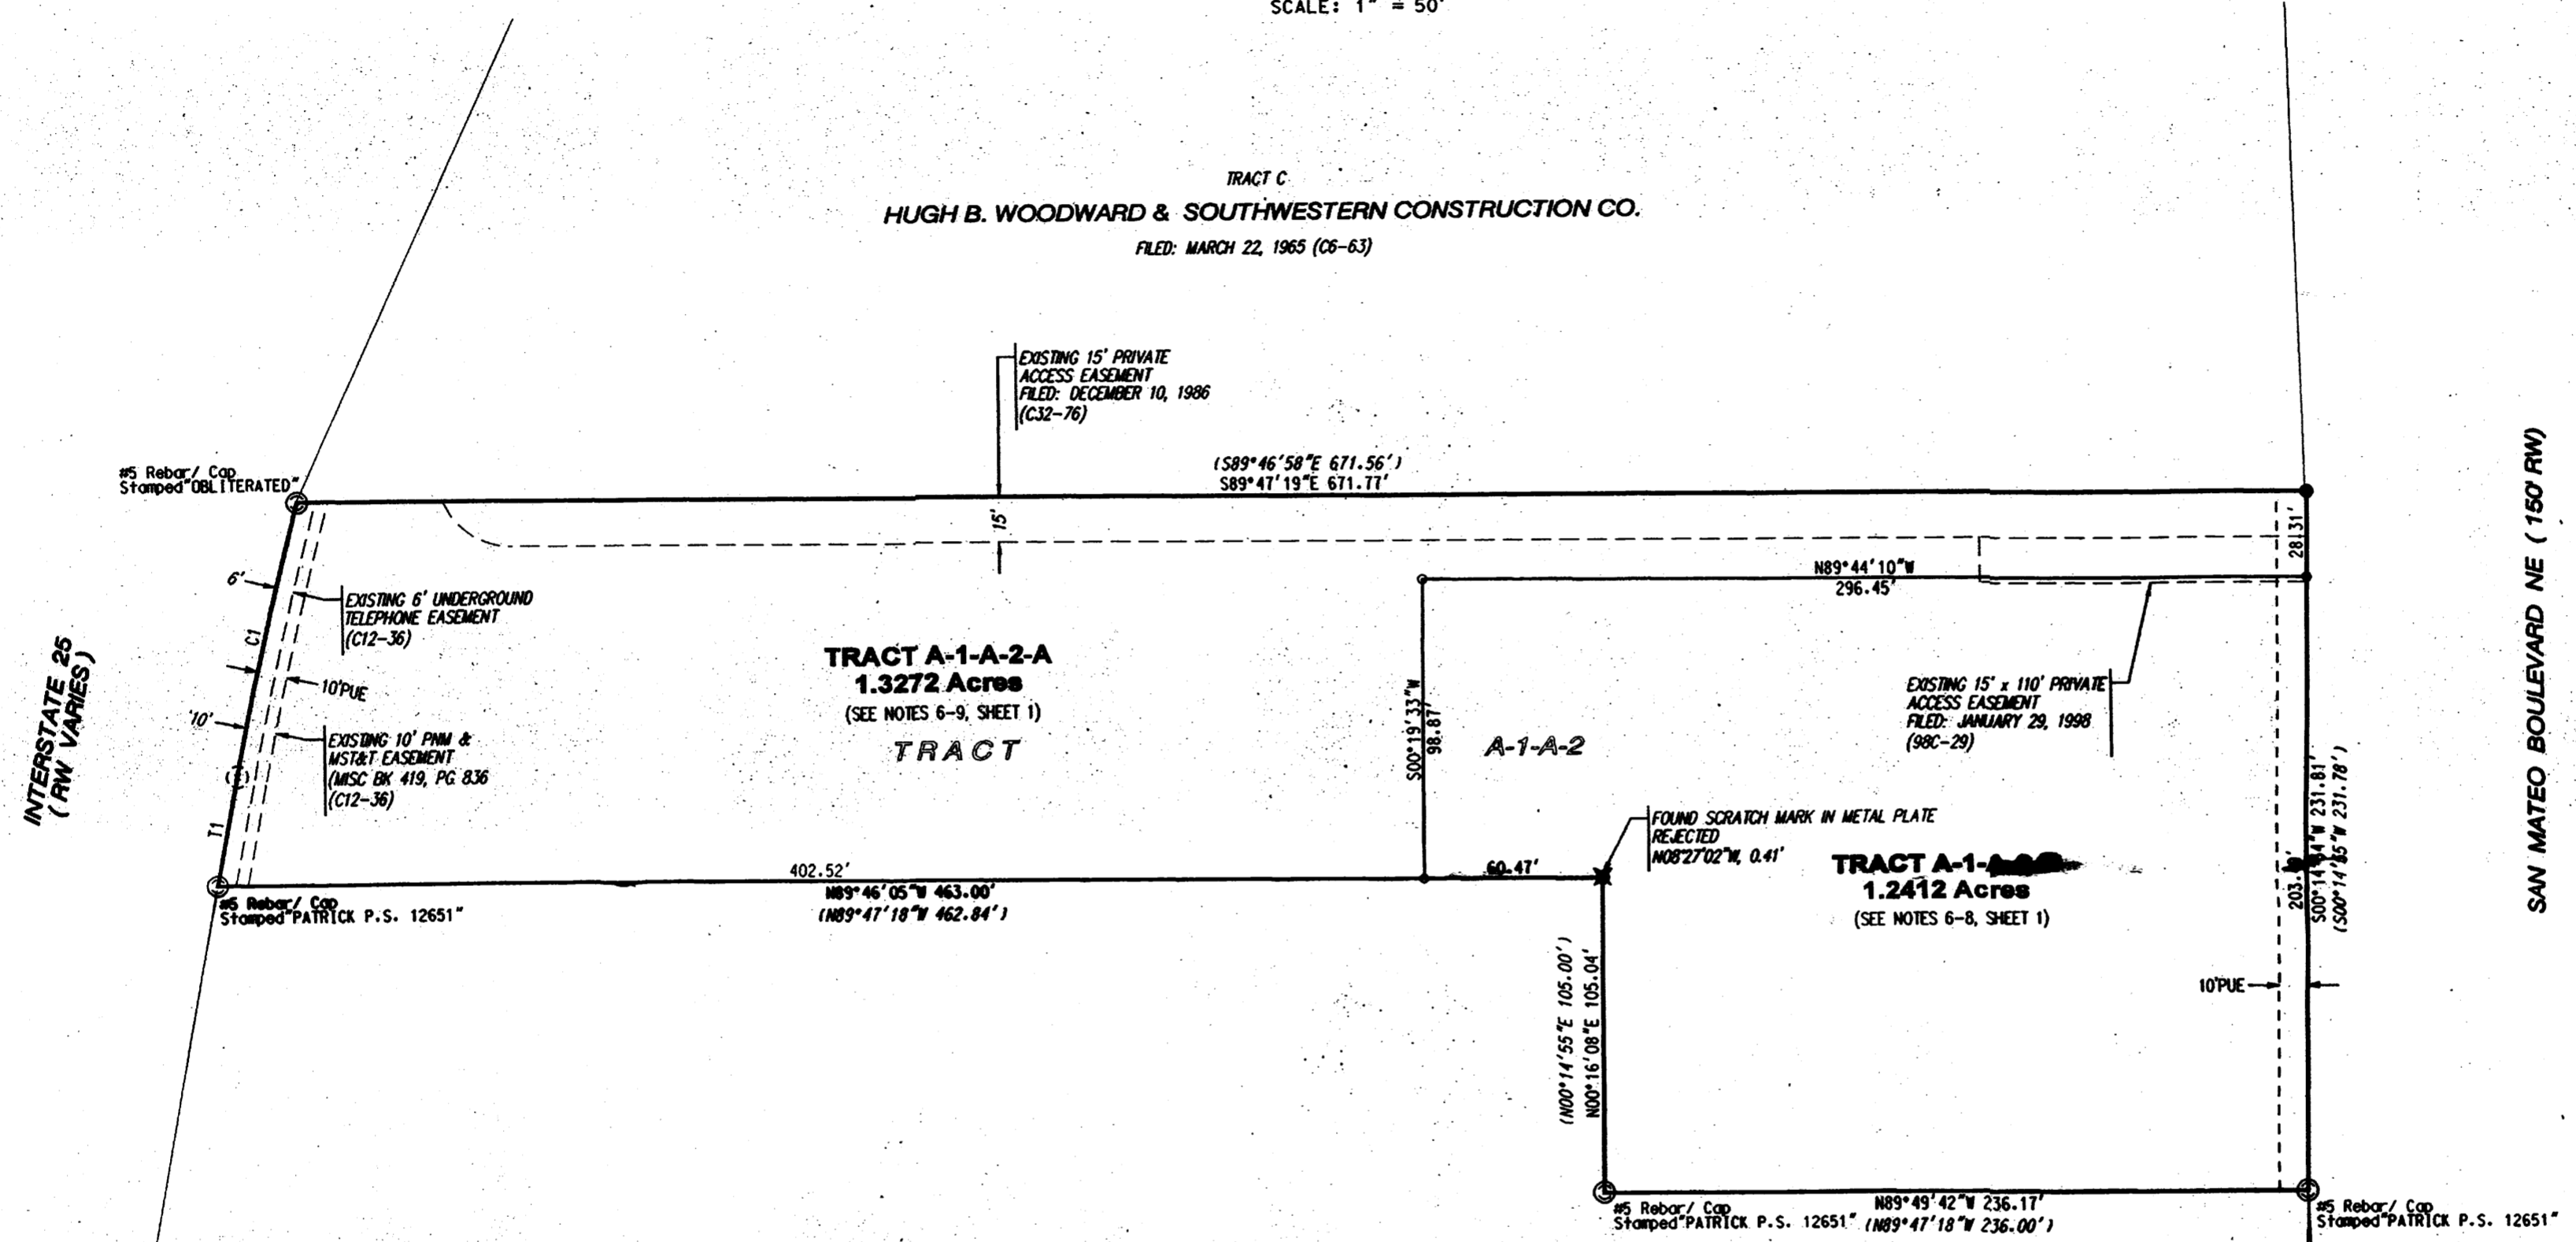 SCALE: 1" = 50'
TRACT C
HUGH B. WOODWARD & SOUTHWESTERN CONSTRUCTION CO.
FILED: MARCH 22, 1965 (C6-63)
EXISTING 15' PRIVATE
ACCESS EASEMENT
FILED: DECEMBER 10, 1986
(C32-76)
#5 Rebar/ Cap
Stamped"OBLITERATED"
(S89°46'58"E 671.56')
S89°47'19"E 671.77'
15'
28.31'
6'
EXISTING 6' UNDERGROUND
TELEPHONE EASEMENT
(C12-36)
C1
10'PUE
'10'
EXISTING 10' PNM &
MST&T EASEMENT
(MISC BK 419, PG 836
(C12-36)
T1
INTERSTATE 25
( RW VARIES )
TRACT A-1-A-2-A
1.3272 Acres
(SEE NOTES 6-9, SHEET 1)
TRACT
A-1-A-2
N89°44'10"W
296.45'
S00°19'33"W
98.87'
EXISTING 15' x 110' PRIVATE
ACCESS EASEMENT
FILED: JANUARY 29, 1998
(98C-29)
FOUND SCRATCH MARK IN METAL PLATE
REJECTED
N08°27'02"W, 0.41'
TRACT A-1-
1.2412 Acres
(SEE NOTES 6-8, SHEET 1)
402.52'
60.47'
N89°46'05"W 463.00'
(N89°47'18"W 462.84')
#5 Rebar/ Cap
Stamped"PATRICK P.S. 12651"
(N00°14'55"E 105.00')
N00°16'08"E 105.04'
203.
S00°14'54"W 231.81'
(S00°14'55"W 231.78')
10'PUE
SAN MATEO BOULEVARD NE ( 150' RW)
#5 Rebar/ Cap
Stamped"PATRICK P.S. 12651"
N89°49'42"W 236.17'
(N89°47'18"W 236.00')
#5 Rebar/ Cap
Stamped"PATRICK P.S. 12651"